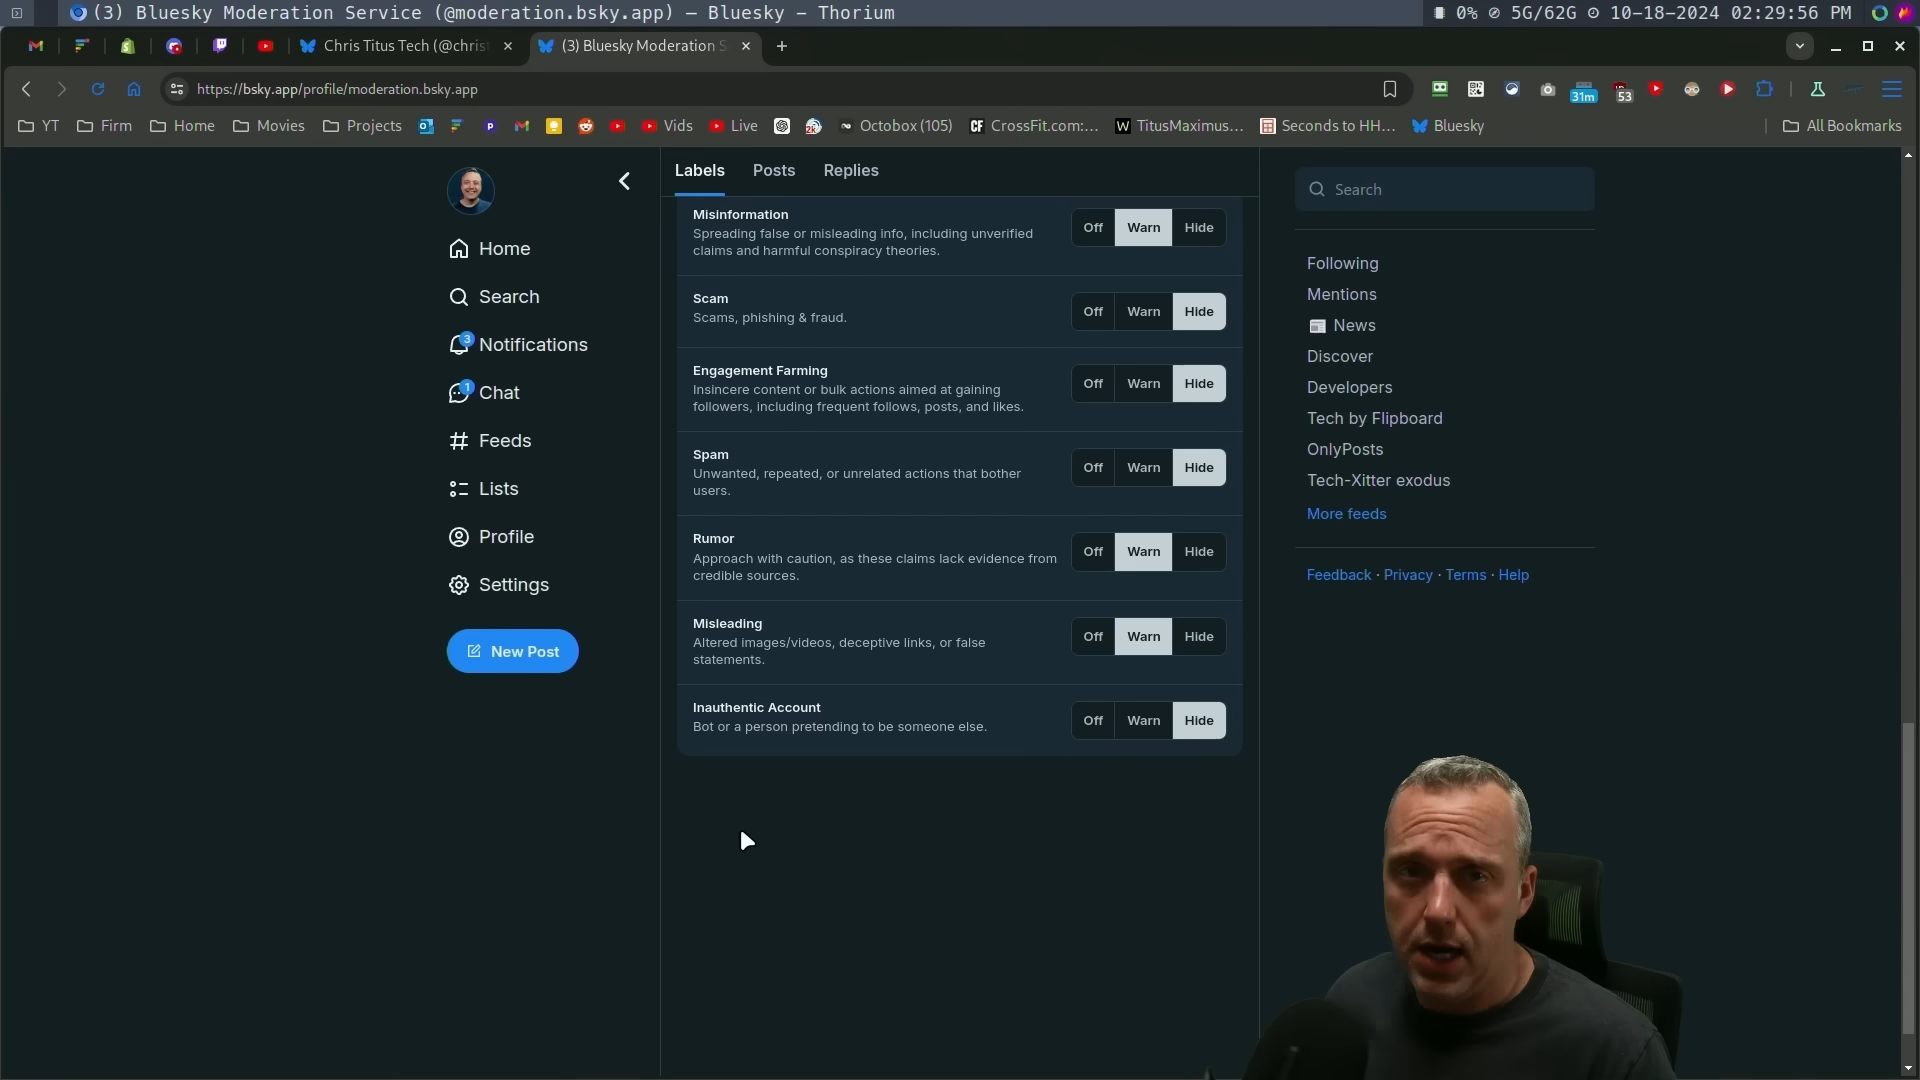 (3) Bluesky Moderation Service (@moderation.bsky.app) — Bluesky – Thorium
0% 5G/62G 10-18-2024 02:29:56 PM
Chris Titus Tech (@chris
(3) Bluesky Moderation S
https://bsky.app/profile/moderation.bsky.app
31m
53
YT
Firm
Home
Movies
Projects
Vids
Live
2k
Octobox (105)
CF CrossFit.com:...
W TitusMaximus...
Seconds to HH...
Bluesky
All Bookmarks
Home
Search
3
Notifications
1
Chat
Feeds
Lists
Profile
Settings
New Post
Labels Posts Replies
Misinformation
Spreading false or misleading info, including unverified
claims and harmful conspiracy theories.
Off Warn Hide
Scam
Scams, phishing & fraud.
Off Warn Hide
Engagement Farming
Insincere content or bulk actions aimed at gaining
followers, including frequent follows, posts, and likes.
Off Warn Hide
Spam
Unwanted, repeated, or unrelated actions that bother
users.
Off Warn Hide
Rumor
Approach with caution, as these claims lack evidence from
credible sources.
Off Warn Hide
Misleading
Altered images/videos, deceptive links, or false
statements.
Off Warn Hide
Inauthentic Account
Bot or a person pretending to be someone else.
Off Warn Hide
Search
Following
Mentions
News
Discover
Developers
Tech by Flipboard
OnlyPosts
Tech-Xitter exodus
More feeds
Feedback · Privacy · Terms · Help